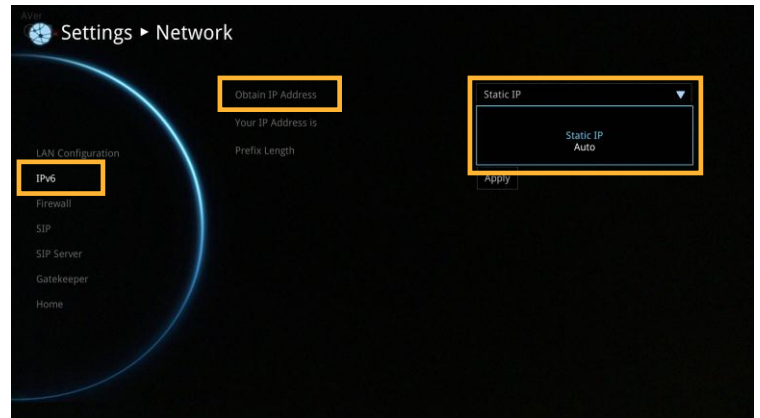 AVer
Settings ▸ Network
Obtain IP Address
Static IP
Static IP
Auto
Your IP Address is
Prefix Length
Apply
LAN Configuration
IPv6
Firewall
SIP
SIP Server
Gatekeeper
Home